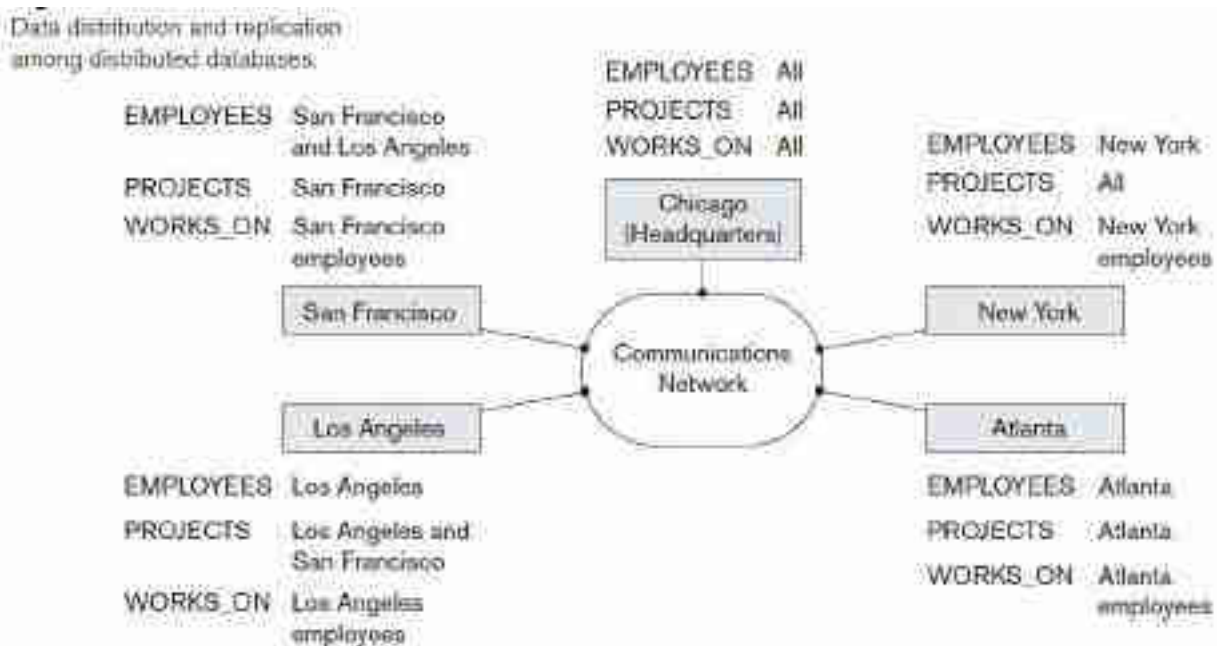 Data distribution and replication
among distributed databases.
EMPLOYEES San Francisco
and Los Angeles
PROJECTS San Francisco
WORKS_ON San Francisco
employees
San Francisco
EMPLOYEES All
PROJECTS All
WORKS_ON All
Chicago
(Headquarters)
EMPLOYEES New York
PROJECTS All
WORKS_ON New York
employees
New York
Communications
Network
Los Angeles
EMPLOYEES Los Angeles
PROJECTS Los Angeles and
San Francisco
WORKS_ON Los Angeles
employees
Atlanta
EMPLOYEES Atlanta
PROJECTS Atlanta
WORKS_ON Atlanta
employees